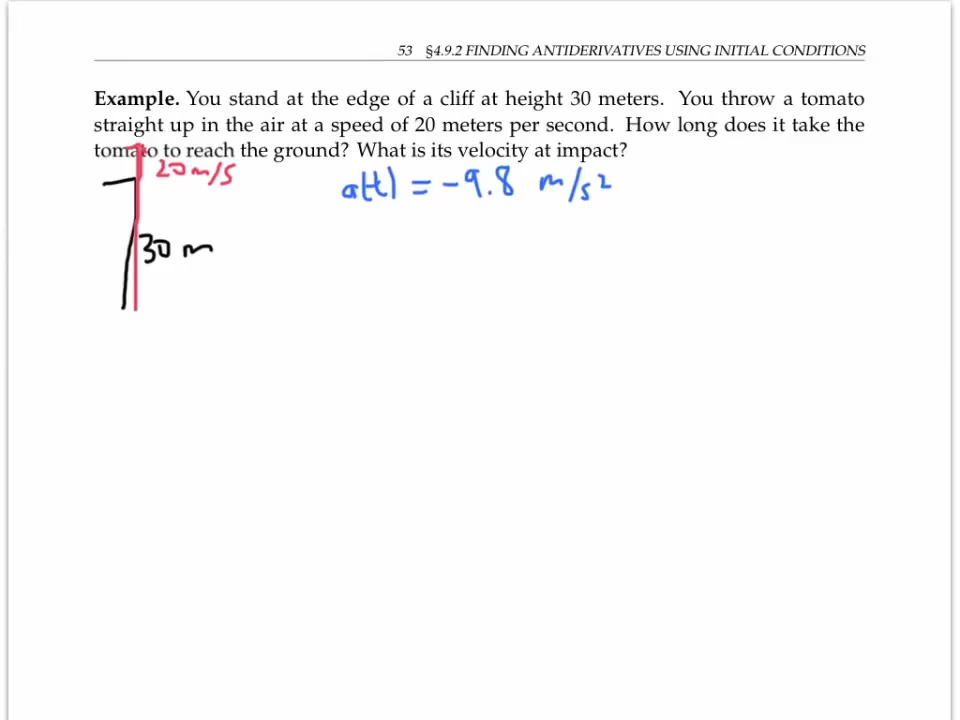 53 §4.9.2 FINDING ANTIDERIVATIVES USING INITIAL CONDITIONS
Example. You stand at the edge of a cliff at height 30 meters. You throw a tomato
straight up in the air at a speed of 20 meters per second. How long does it take the
tomato to reach the ground? What is its velocity at impact?
20 m/s
a(t) = -9.8 m/s²
30 m